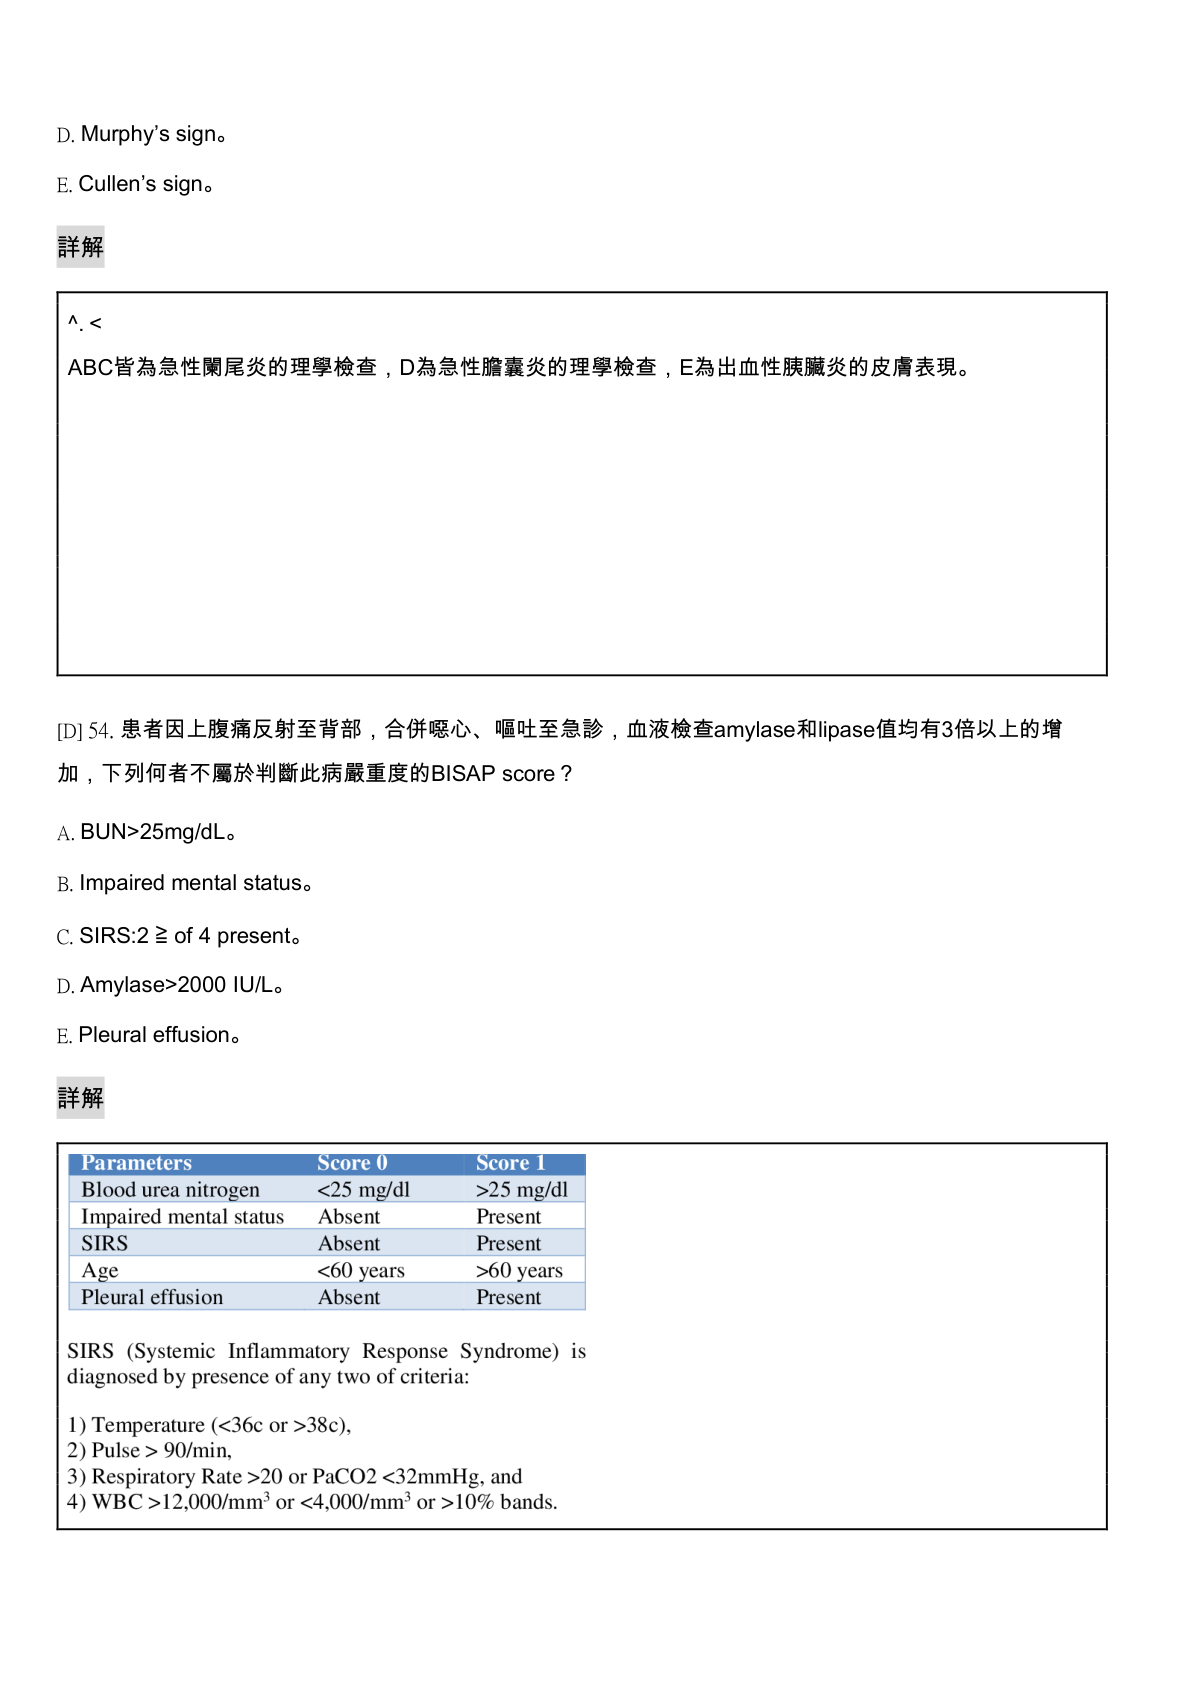 D. Murphy’s sign。
E. Cullen’s sign。
詳解
^. <
ABC皆為急性闌尾炎的理學檢查，D為急性膽囊炎的理學檢查，E為出血性胰臟炎的皮膚表現。
[D] 54. 患者因上腹痛反射至背部，合併噁心、嘔吐至急診，血液檢查amylase和lipase值均有3倍以上的增
加，下列何者不屬於判斷此病嚴重度的BISAP score？
A. BUN>25mg/dL。
B. Impaired mental status。
C. SIRS:2 ≧ of 4 present。
D. Amylase>2000 IU/L。
E. Pleural effusion。
詳解
Parameters Score 0 Score 1
Blood urea nitrogen <25 mg/dl >25 mg/dl
Impaired mental status Absent Present
SIRS Absent Present
Age <60 years >60 years
Pleural effusion Absent Present
SIRS (Systemic Inflammatory Response Syndrome) is
diagnosed by presence of any two of criteria:
1) Temperature (<36c or >38c),
2) Pulse > 90/min,
3) Respiratory Rate >20 or PaCO2 <32mmHg, and
4) WBC >12,000/mm³ or <4,000/mm³ or >10% bands.